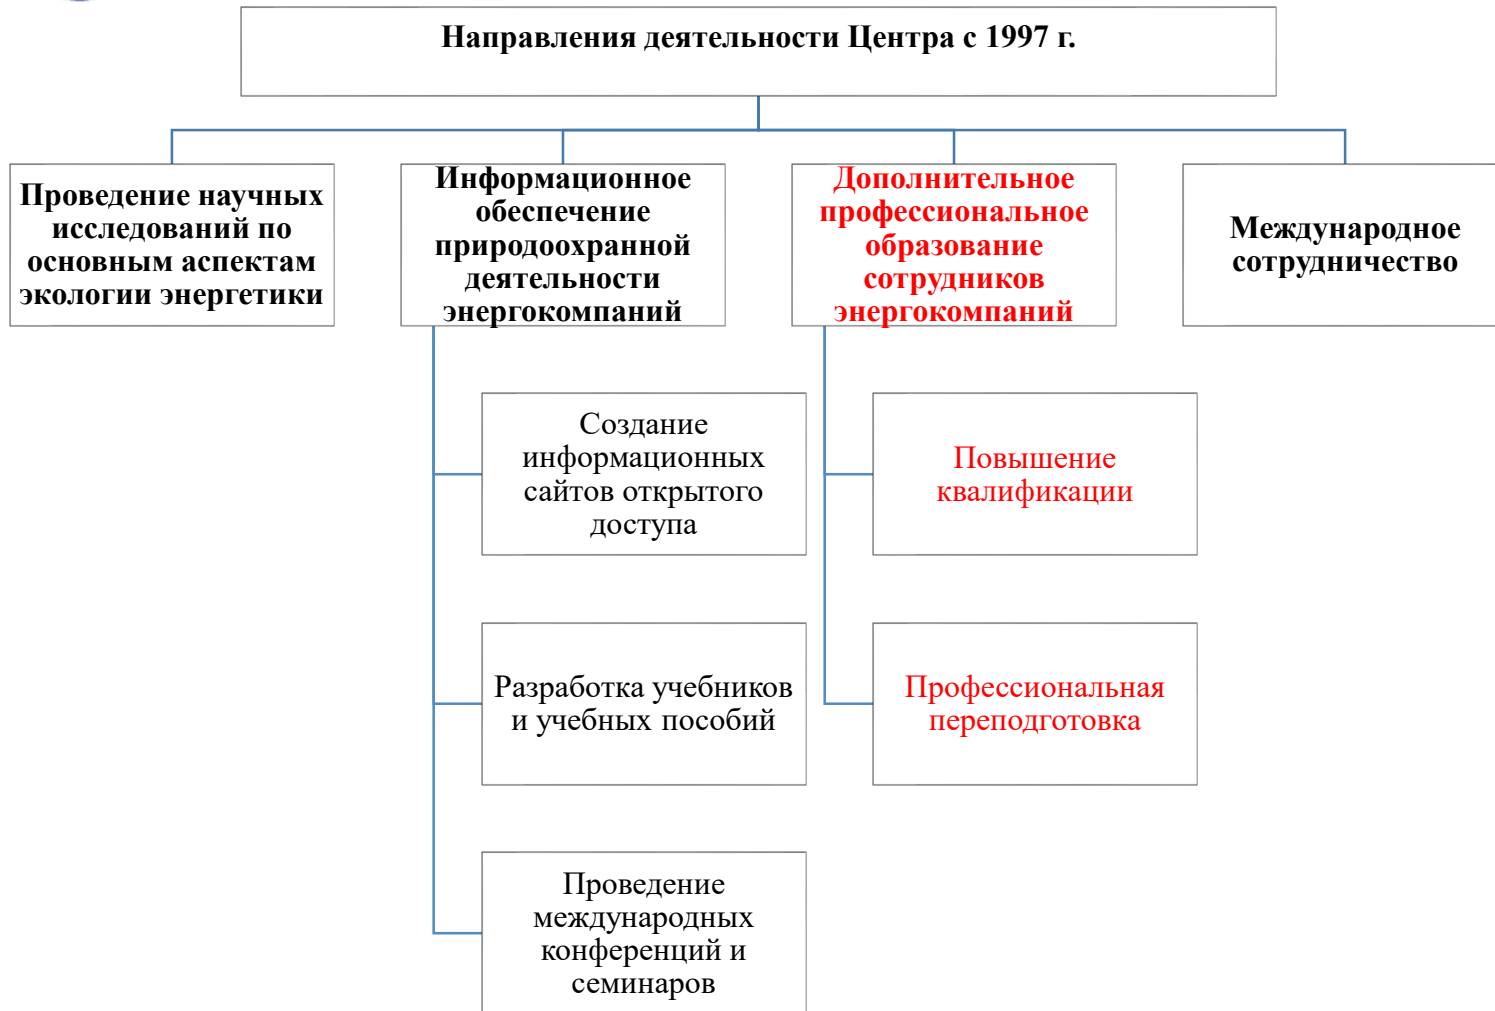 Направления деятельности Центра с 1997 г.
Проведение научных
исследований по
основным аспектам
экологии энергетики
Информационное
обеспечение
природоохранной
деятельности
энергокомпаний
Дополнительное
профессиональное
образование
сотрудников
энергокомпаний
Международное
сотрудничество
Создание
информационных
сайтов открытого
доступа
Разработка учебников
и учебных пособий
Проведение
международных
конференций и
семинаров
Повышение
квалификации
Профессиональная
переподготовка